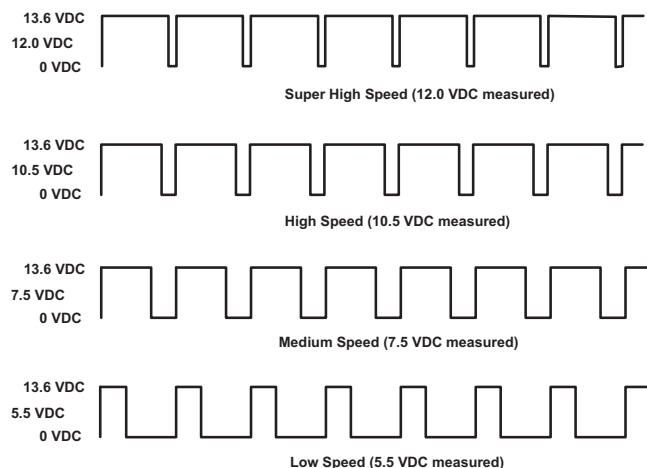 13.6 VDC
12.0 VDC
0 VDC
Super High Speed (12.0 VDC measured)
13.6 VDC
10.5 VDC
0 VDC
High Speed (10.5 VDC measured)
13.6 VDC
7.5 VDC
0 VDC
Medium Speed (7.5 VDC measured)
13.6 VDC
5.5 VDC
0 VDC
Low Speed (5.5 VDC measured)